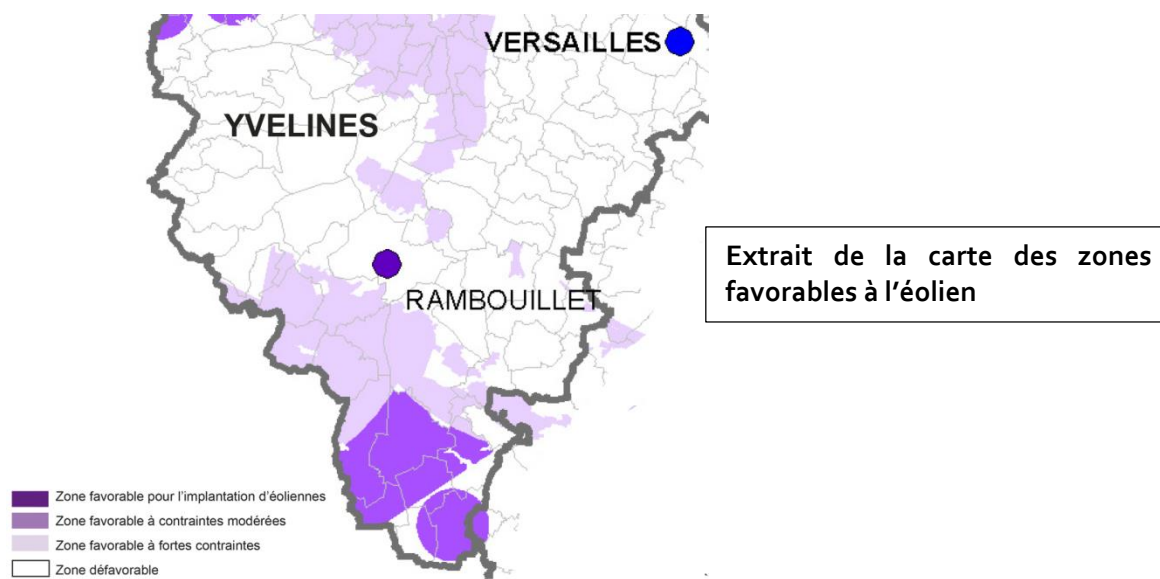 VERSAILLES
YVELINES
RAMBOUILLET
Extrait de la carte des zones
favorables à l’éolien
Zone favorable pour l’implantation d’éoliennes
Zone favorable à contraintes modérées
Zone favorable à fortes contraintes
Zone défavorable